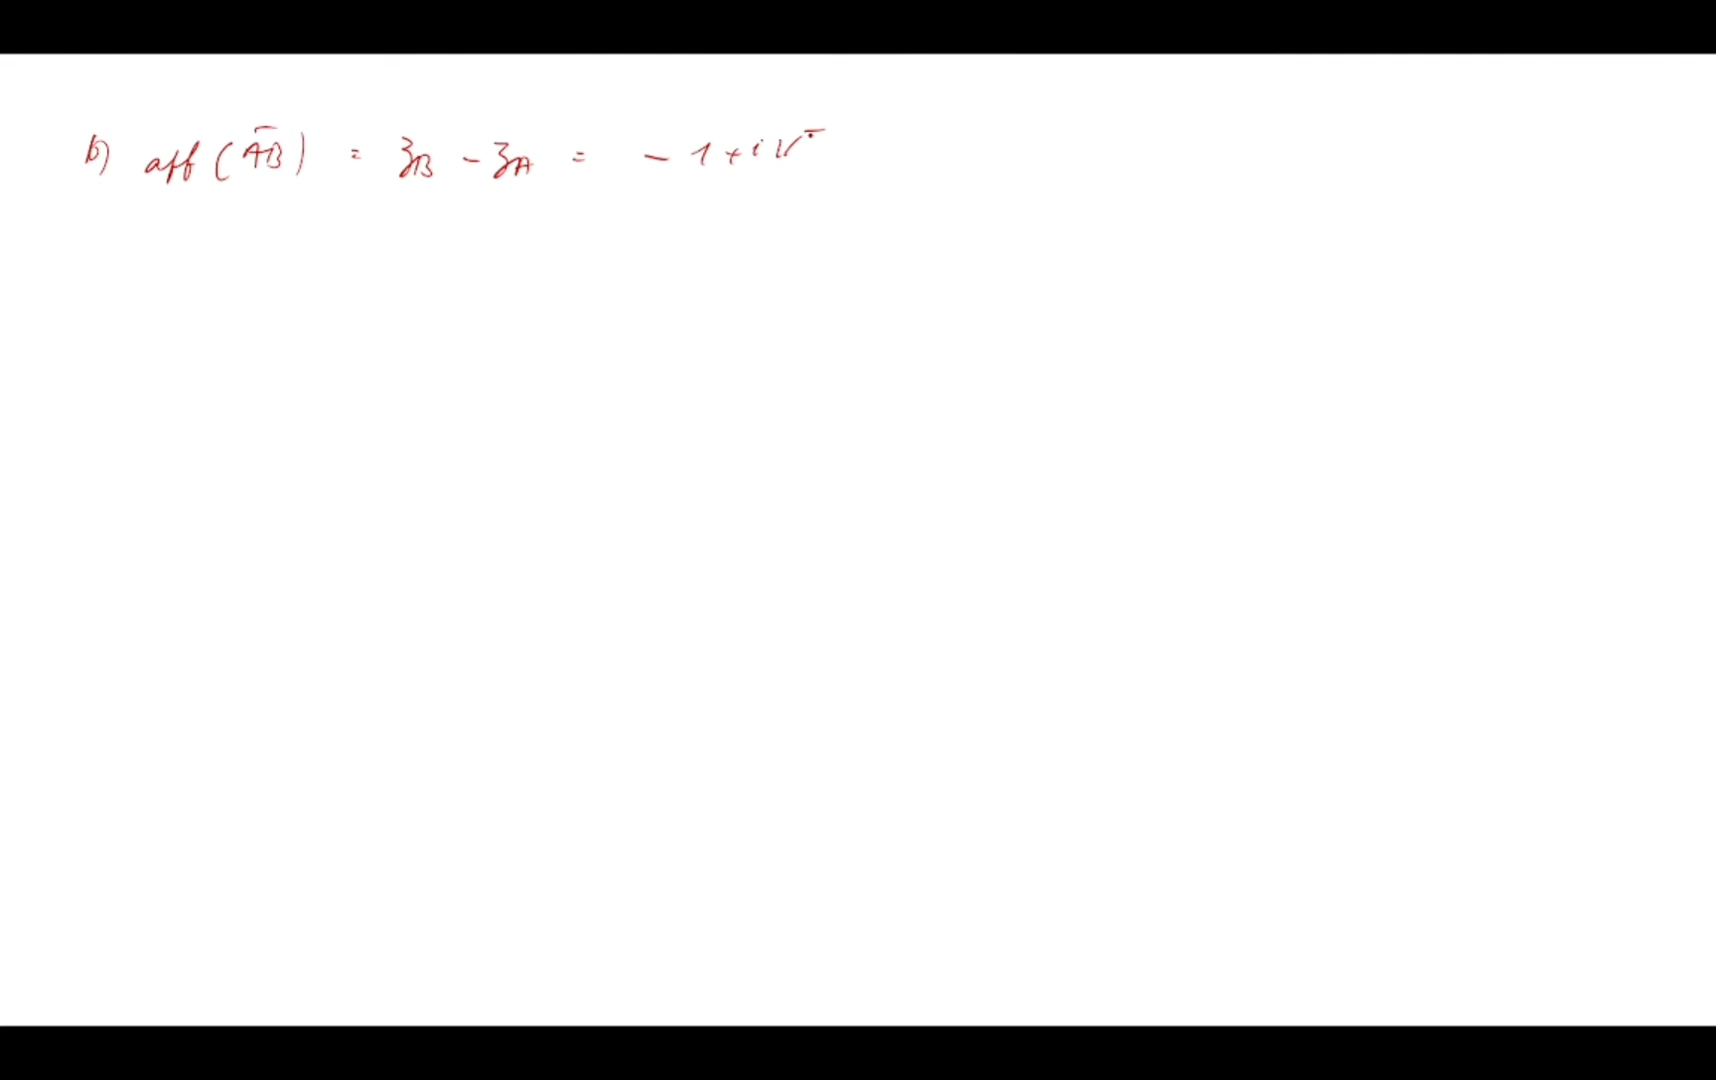 b) aff (AB) = zB - zA = - 1 + i √